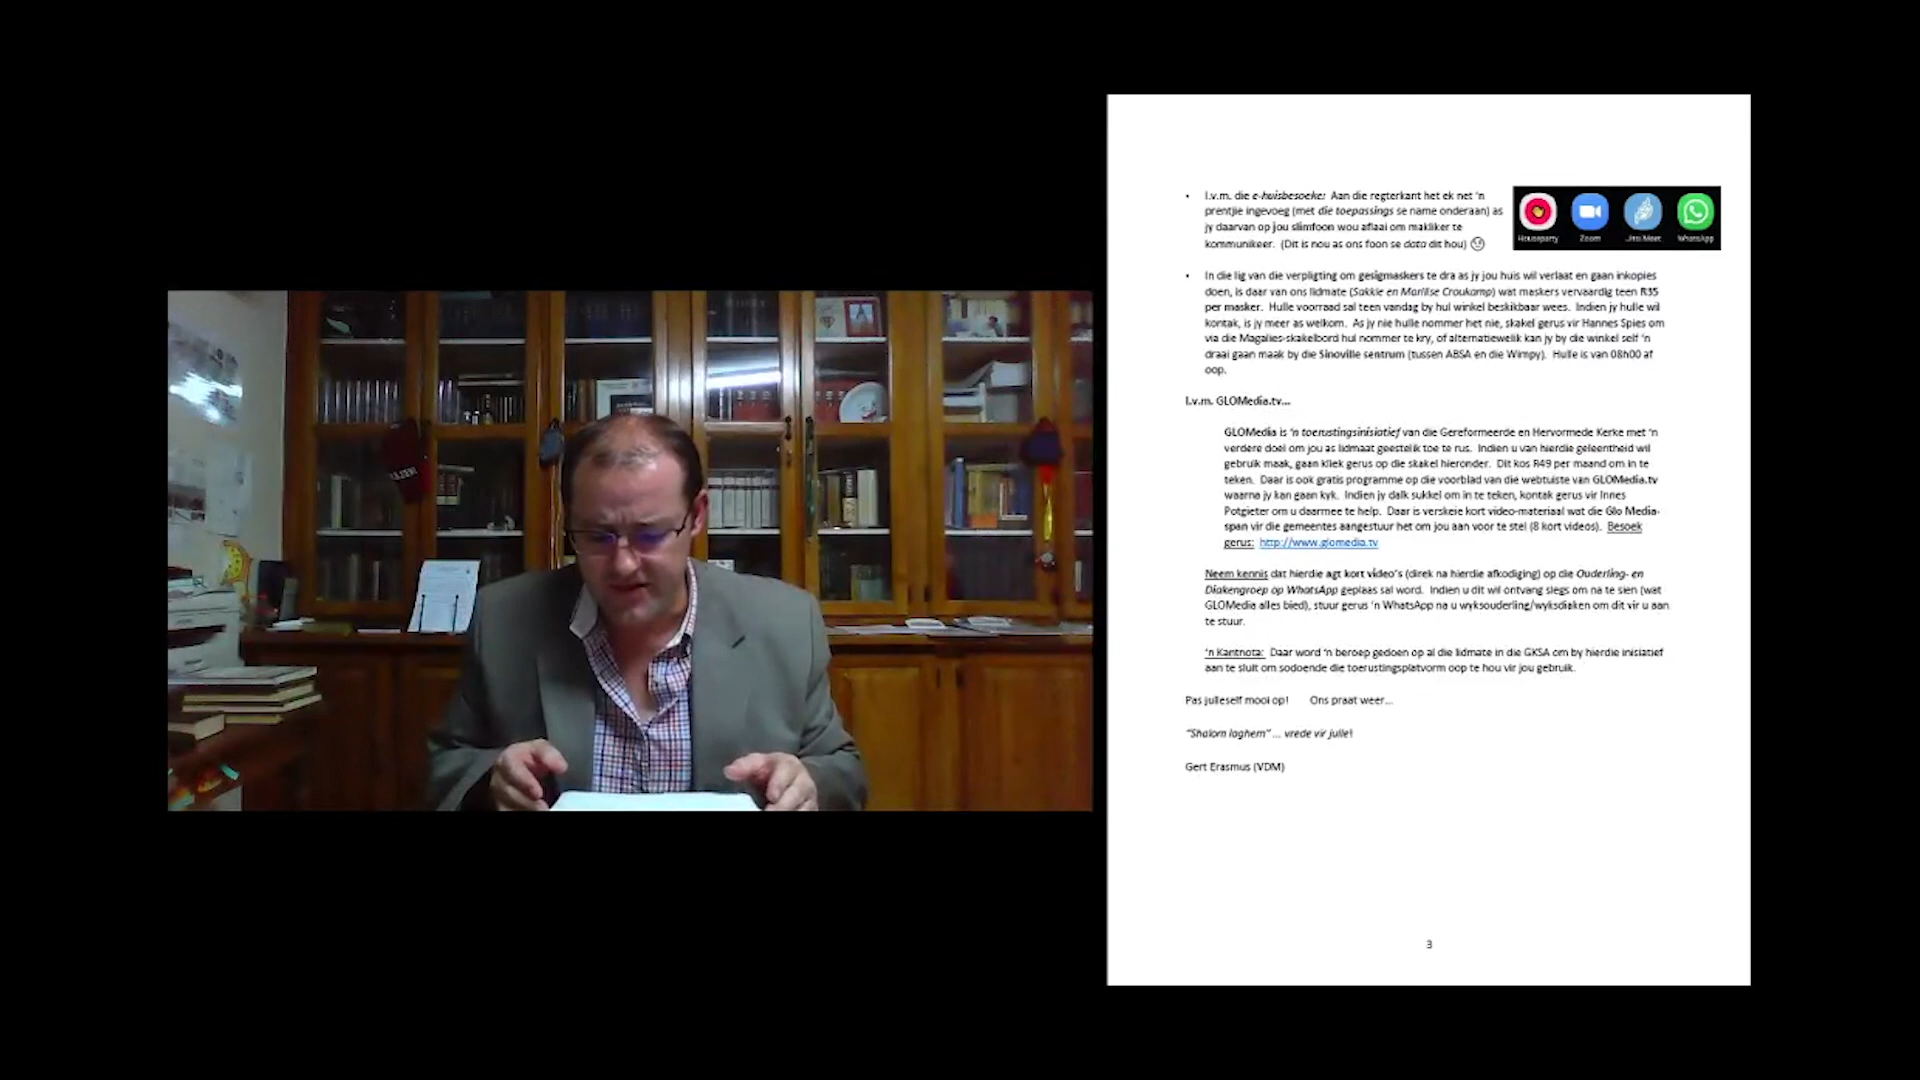 • I.v.m. die e-huisbesoeke: Aan die regterkant het ek net 'n
prentjie ingevoeg (met die toepassings se name onderaan) as
jy daarvan op jou slimfoon wou aflaai om makliker te
kommunikeer. (Dit is nou as ons foon se data dit hou)
Houseparty Zoom Jitsi Meet WhatsApp
• In die lig van die verpligting om gesigmaskers te dra as jy jou huis wil verlaat en gaan inkopies
doen, is daar van ons lidmate (Sakkie en Marilise Croukamp) wat maskers vervaardig teen R35
per masker. Hulle voorraad sal teen vandag by hul winkel beskikbaar wees. Indien jy hulle wil
kontak, is jy meer as welkom. As jy nie hulle nommer het nie, skakel gerus vir Hannes Spies om
via die Magalies-skakelbord hul nommer te kry, of alternatiewelik kan jy by die winkel self 'n
draai gaan maak by die Sinoville sentrum (tussen ABSA en die Wimpy). Hulle is van 08h00 af
oop.
I.v.m. GLOMedia.tv...
GLOMedia is 'n toerustingsinisiatief van die Gereformeerde en Hervormde Kerke met 'n
verdere doel om jou as lidmaat geestelik toe te rus. Indien u van hierdie geleentheid wil
gebruik maak, gaan kliek gerus op die skakel hieronder. Dit kos R49 per maand om in te
teken. Daar is ook gratis programme op die voorblad van die webtuiste van GLOMedia.tv
waarna jy kan gaan kyk. Indien jy dalk sukkel om in te teken, kontak gerus vir Innes
Potgieter om u daarmee te help. Daar is verskeie kort video-materiaal wat die Glo Media-
span vir die gemeentes aangestuur het om jou aan voor te stel (8 kort videos). Besoek
gerus: http://www.glomedia.tv
Neem kennis dat hierdie agt kort video's (direk na hierdie afkodiging) op die Ouderling- en
Diakengroep op WhatsApp geplaas sal word. Indien u dit wil ontvang slegs om na te sien (wat
GLOMedia alles bied), stuur gerus 'n WhatsApp na u wyksouderling/wyksdiaken om dit vir u aan
te stuur.
'n Kantnota: Daar word 'n beroep gedoen op al die lidmate in die GKSA om by hierdie inisiatief
aan te sluit om sodoende die toerustingsplatvorm oop te hou vir jou gebruik.
Pas julleself mooi op! Ons praat weer...
"Shalom laghem" ... vrede vir julle!
Gert Erasmus (VDM)
3